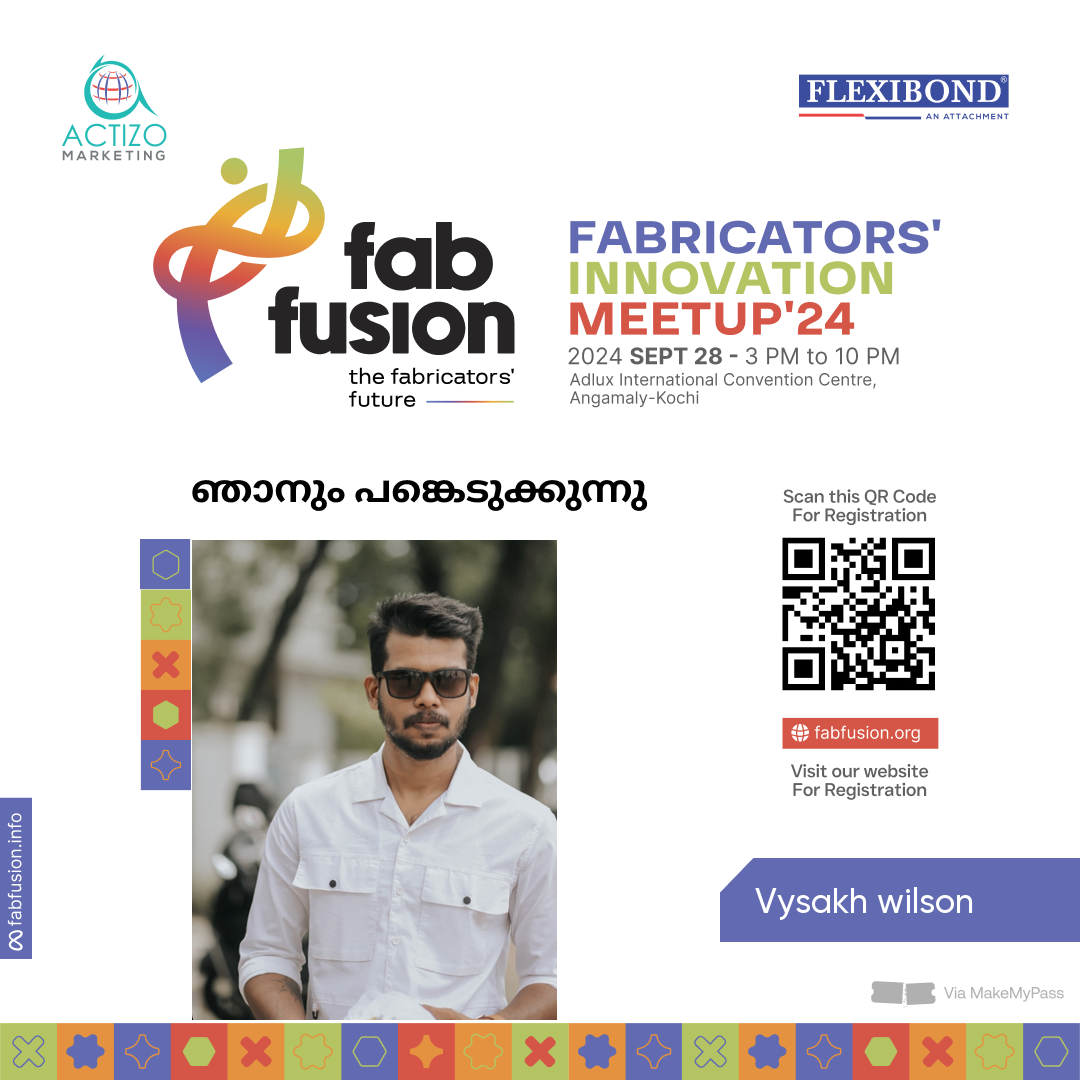 ACTIZO
MARKETING
FLEXIBOND®
AN ATTACHMENT
fab
fusion
the fabricators'
future
FABRICATORS'
INNOVATION
MEETUP'24
2024 SEPT 28 - 3 PM to 10 PM
Adlux International Convention Centre,
Angamaly-Kochi
ഞാനും പങ്കെടുക്കുന്നു
Scan this QR Code
For Registration
fabfusion.org
Visit our website
For Registration
fabfusion.info
Vysakh wilson
Via MakeMyPass